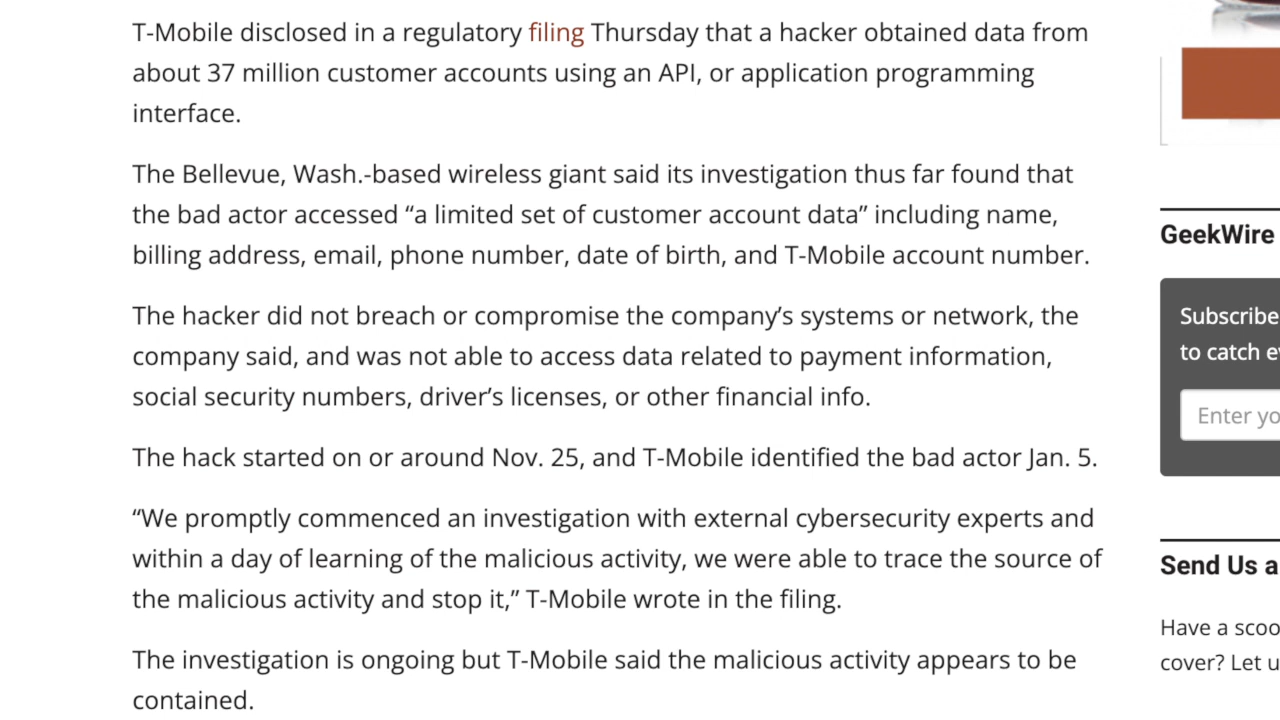 T-Mobile disclosed in a regulatory filing Thursday that a hacker obtained data from
about 37 million customer accounts using an API, or application programming
interface.
The Bellevue, Wash.-based wireless giant said its investigation thus far found that
the bad actor accessed “a limited set of customer account data” including name,
billing address, email, phone number, date of birth, and T-Mobile account number.
The hacker did not breach or compromise the company’s systems or network, the
company said, and was not able to access data related to payment information,
social security numbers, driver’s licenses, or other financial info.
The hack started on or around Nov. 25, and T-Mobile identified the bad actor Jan. 5.
“We promptly commenced an investigation with external cybersecurity experts and
within a day of learning of the malicious activity, we were able to trace the source of
the malicious activity and stop it,” T-Mobile wrote in the filing.
The investigation is ongoing but T-Mobile said the malicious activity appears to be
contained.
GeekWire
Subscribe
to catch
Enter
Send Us a
Have a
cover? Let